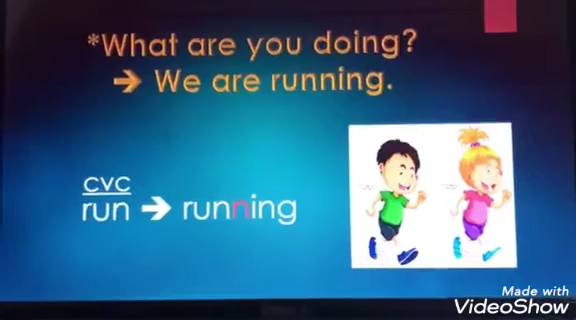 *What are you doing?
➔ We are running.
CVC
run ➔ running
Made with
VideoShow